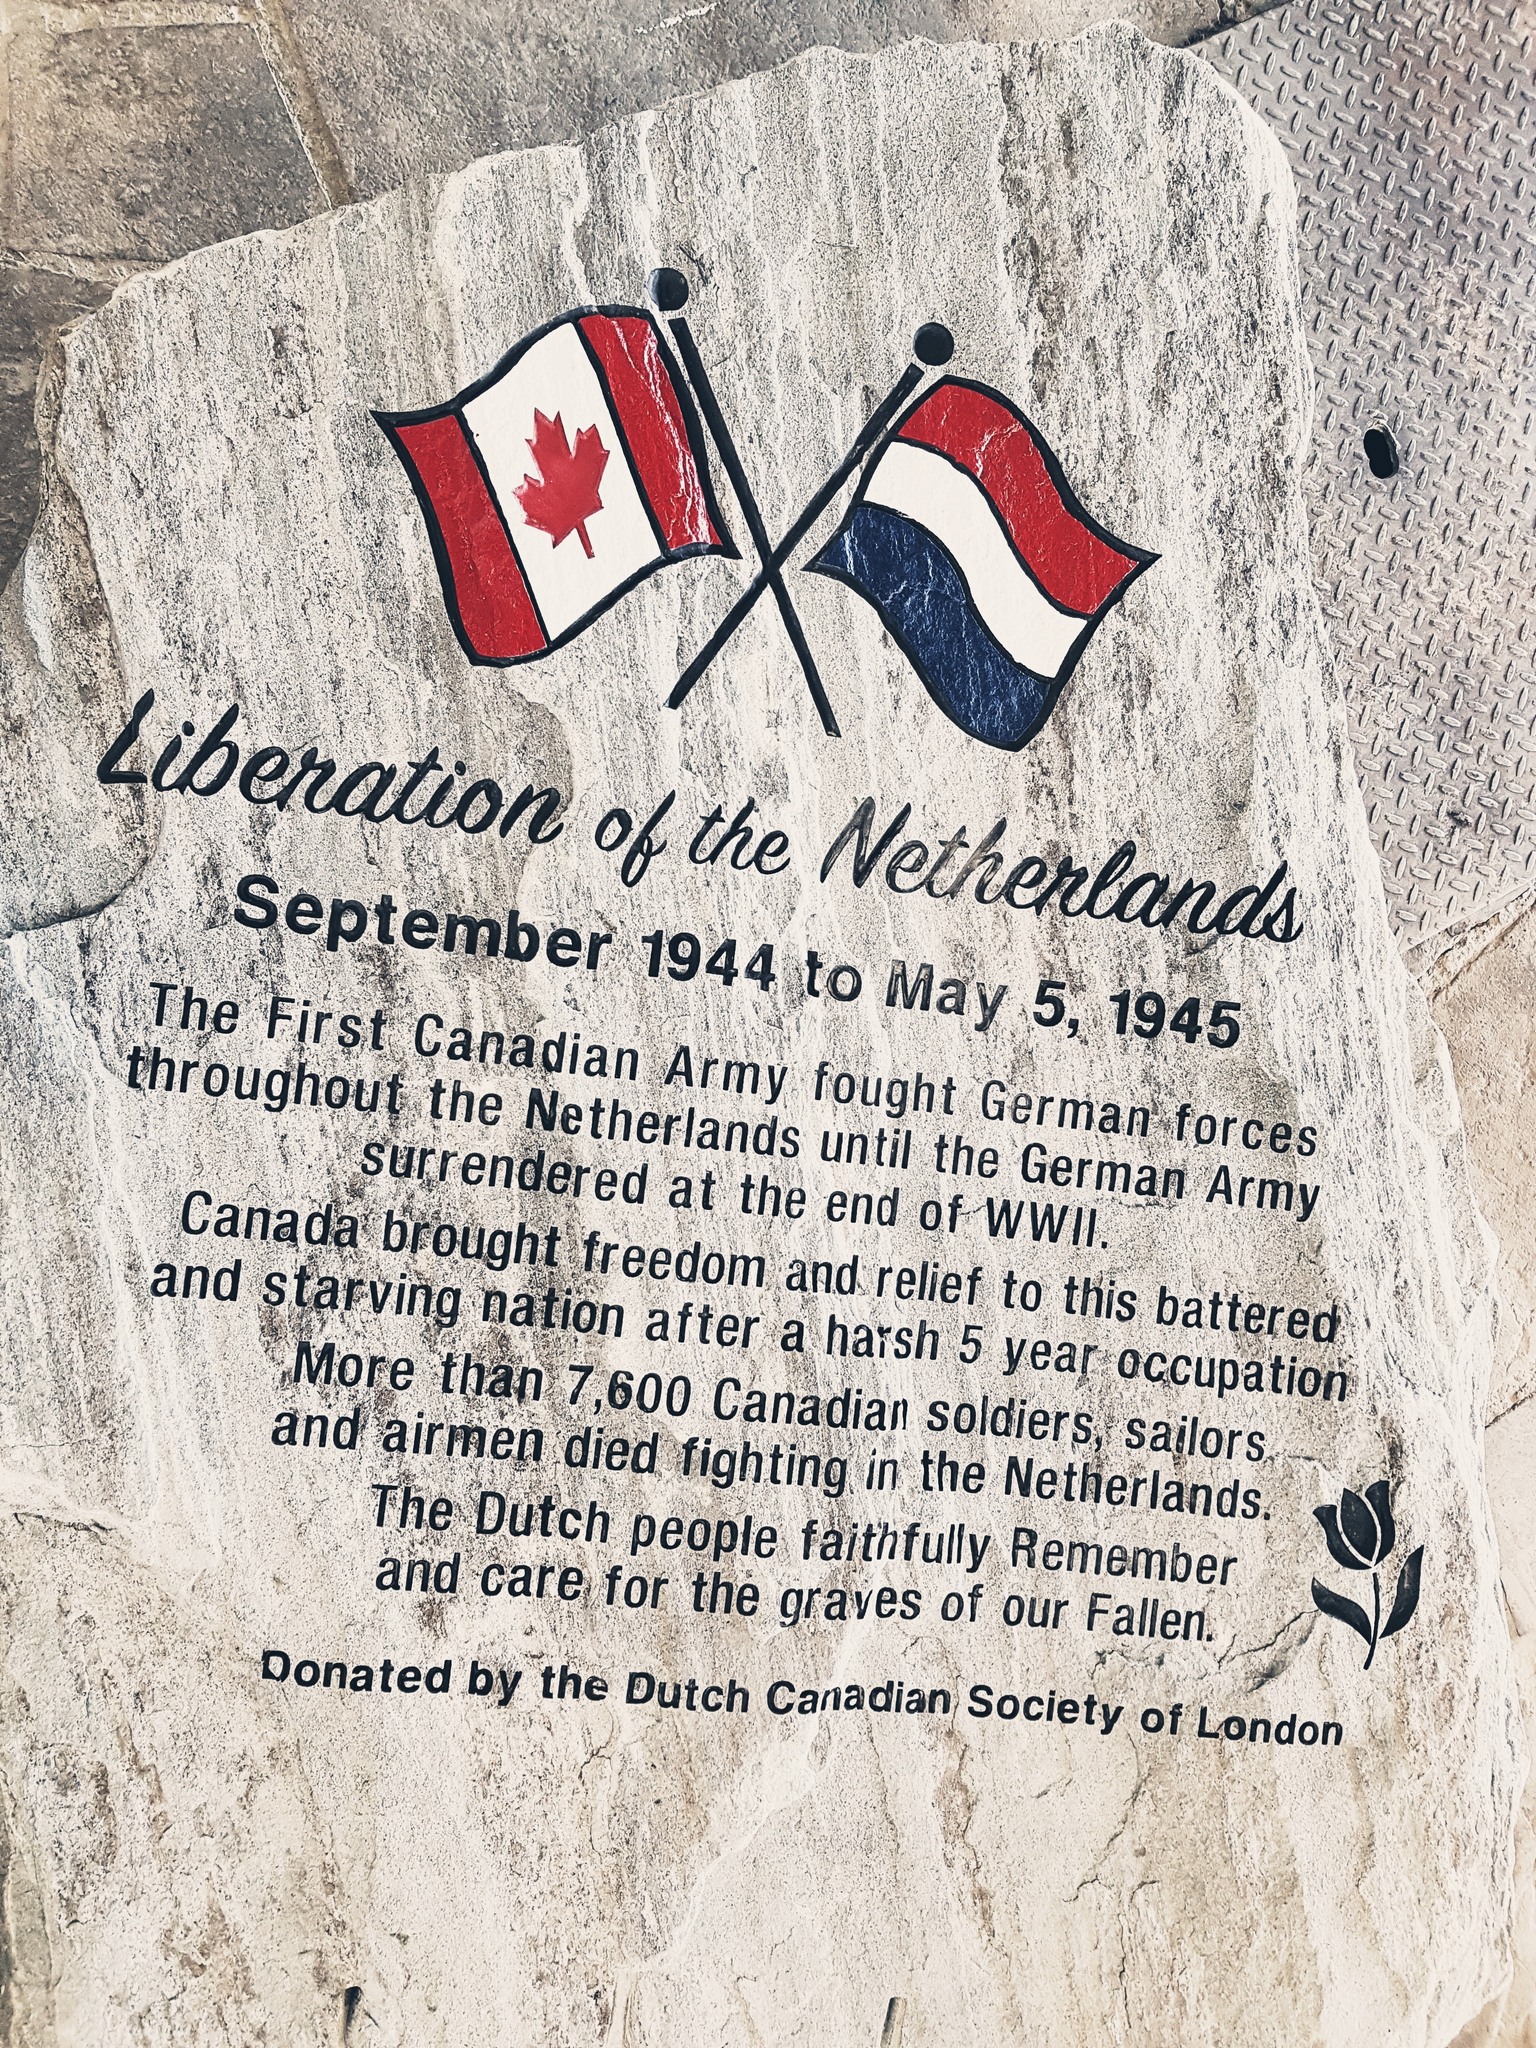 Liberation of the Netherlands
September 1944 to May 5, 1945
The First Canadian Army fought German forces
throughout the Netherlands until the German Army
surrendered at the end of WWII.
Canada brought freedom and relief to this battered
and starving nation after a harsh 5 year occupation
More than 7,600 Canadian soldiers, sailors
and airmen died fighting in the Netherlands.
The Dutch people faithfully Remember
and care for the graves of our Fallen.
Donated by the Dutch Canadian Society of London